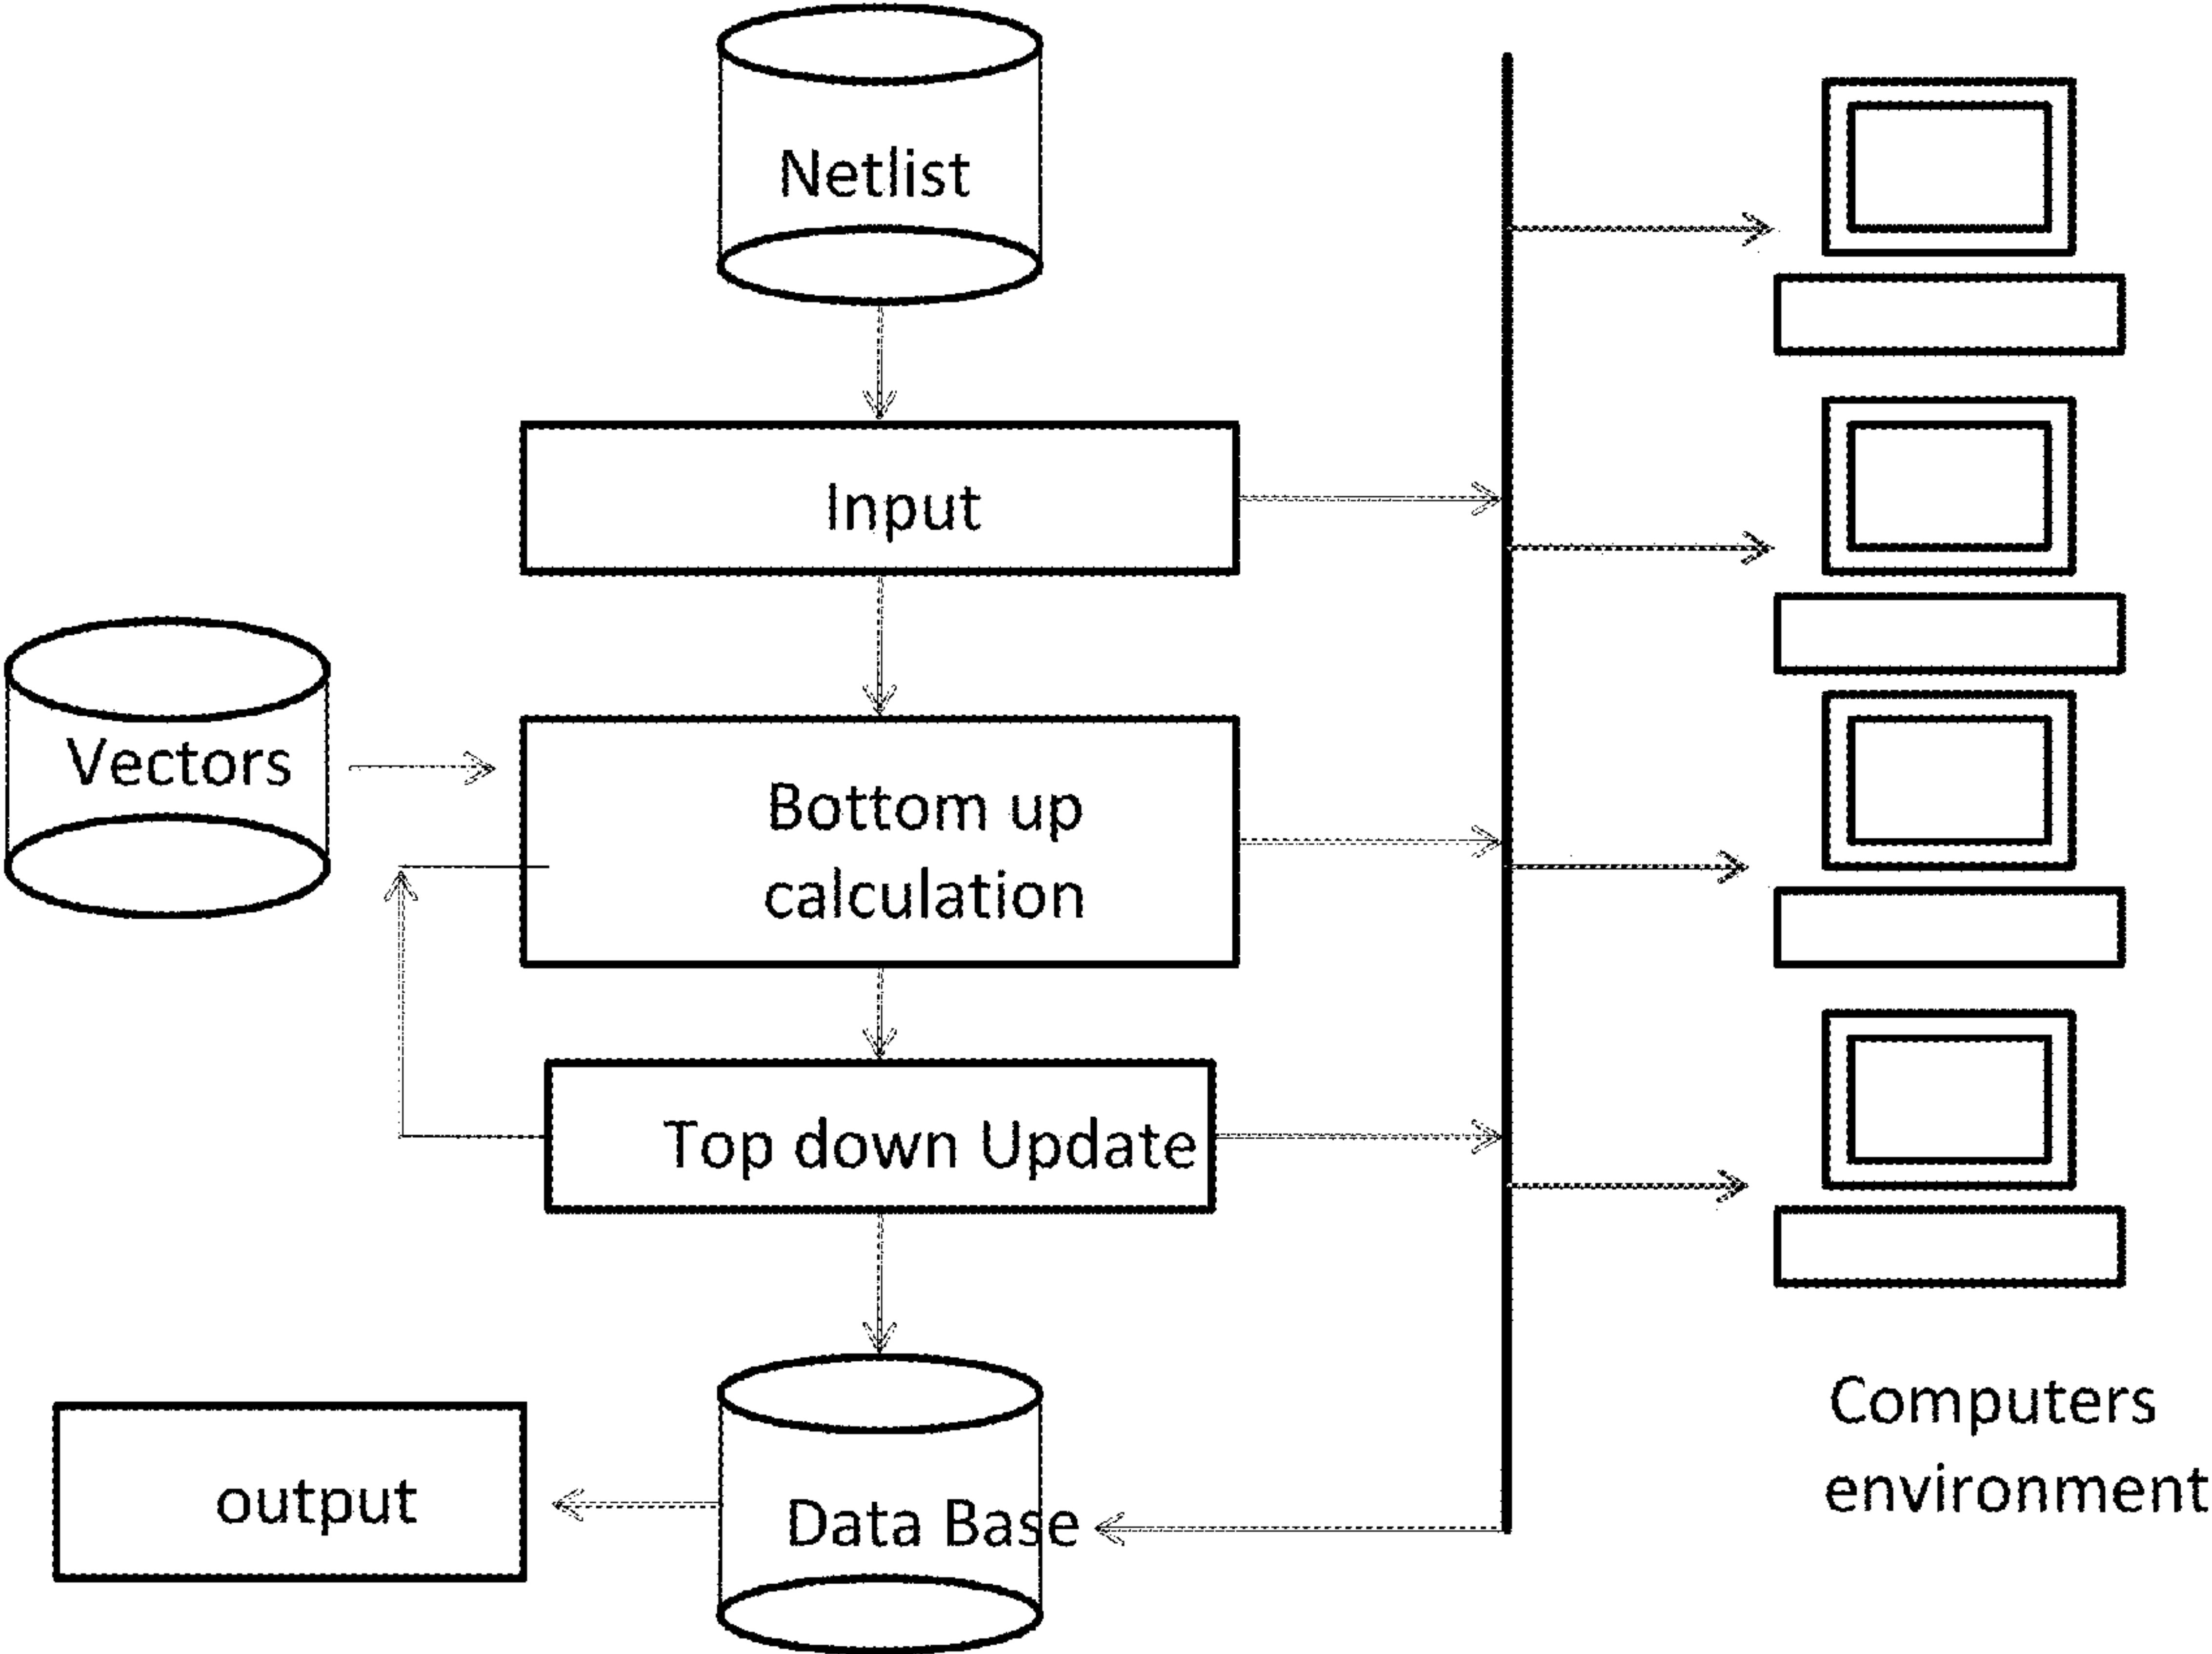 Netlist
Input
Vectors
Bottom up
calculation
Top down Update
Computers
environment
output
Data Base